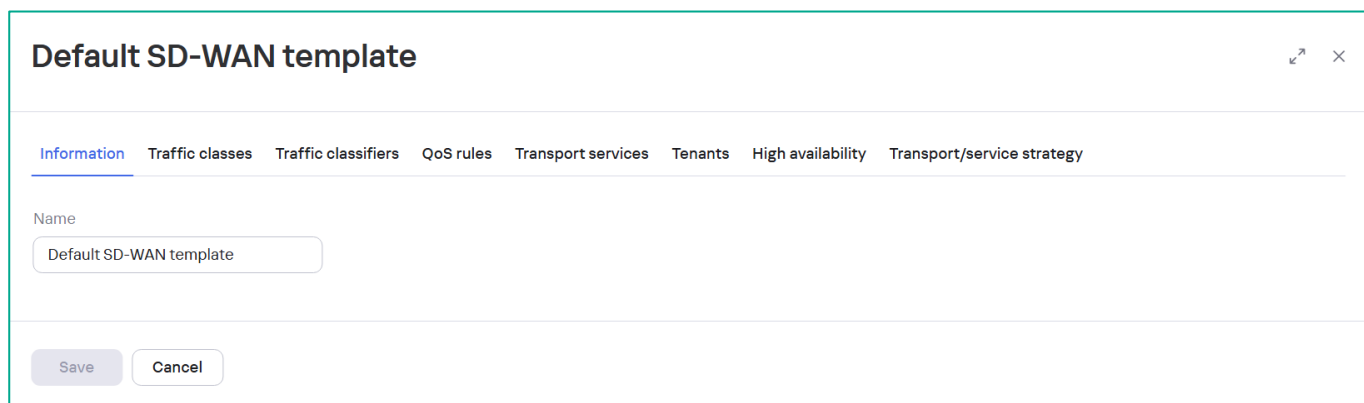 Default SD-WAN template
Information Traffic classes Traffic classifiers QoS rules Transport services Tenants High availability Transport/service strategy
Name
Default SD-WAN template
Save Cancel